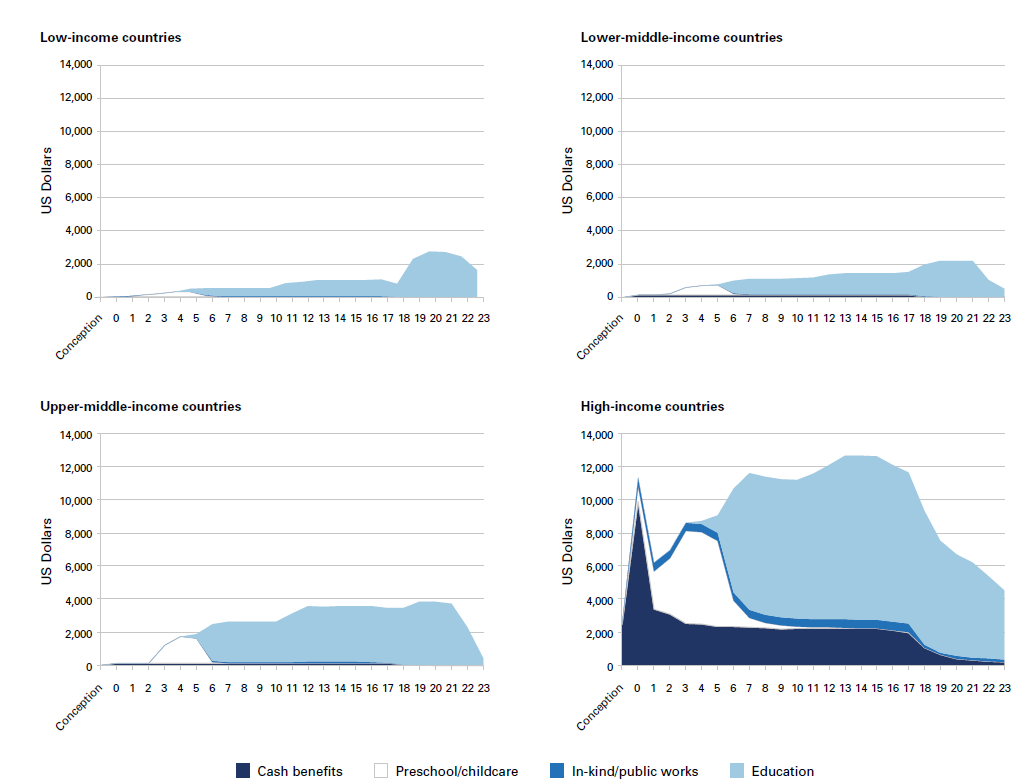 Low-income countries
14,000
12,000
10,000
8,000
6,000
4,000
2,000
0
US Dollars
Conception 0 1 2 3 4 5 6 7 8 9 10 11 12 13 14 15 16 17 18 19 20 21 22 23
Lower-middle-income countries
14,000
12,000
10,000
8,000
6,000
4,000
2,000
0
US Dollars
Conception 0 1 2 3 4 5 6 7 8 9 10 11 12 13 14 15 16 17 18 19 20 21 22 23
Upper-middle-income countries
14,000
12,000
10,000
8,000
6,000
4,000
2,000
0
US Dollars
Conception 0 1 2 3 4 5 6 7 8 9 10 11 12 13 14 15 16 17 18 19 20 21 22 23
High-income countries
14,000
12,000
10,000
8,000
6,000
4,000
2,000
0
US Dollars
Conception 0 1 2 3 4 5 6 7 8 9 10 11 12 13 14 15 16 17 18 19 20 21 22 23
Cash benefits Preschool/childcare In-kind/public works Education